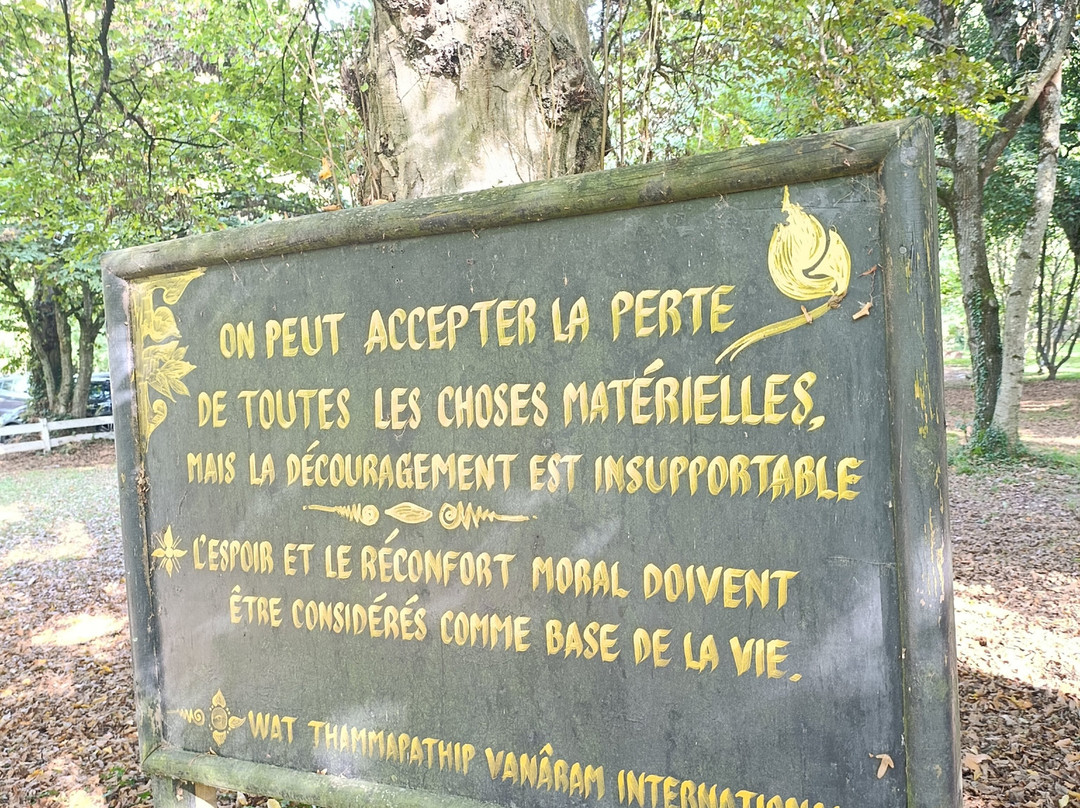 ON PEUT ACCEPTER LA PERTE
DE TOUTES LES CHOSES MATÉRIELLES,
MAIS LA DÉCOURAGEMENT EST INSUPPORTABLE
L'ESPOIR ET LE RÉCONFORT MORAL DOIVENT
ÊTRE CONSIDÉRÉS COMME BASE DE LA VIE.
WAT THAMMAPATHIP VANÂRAM INTERNATIONA